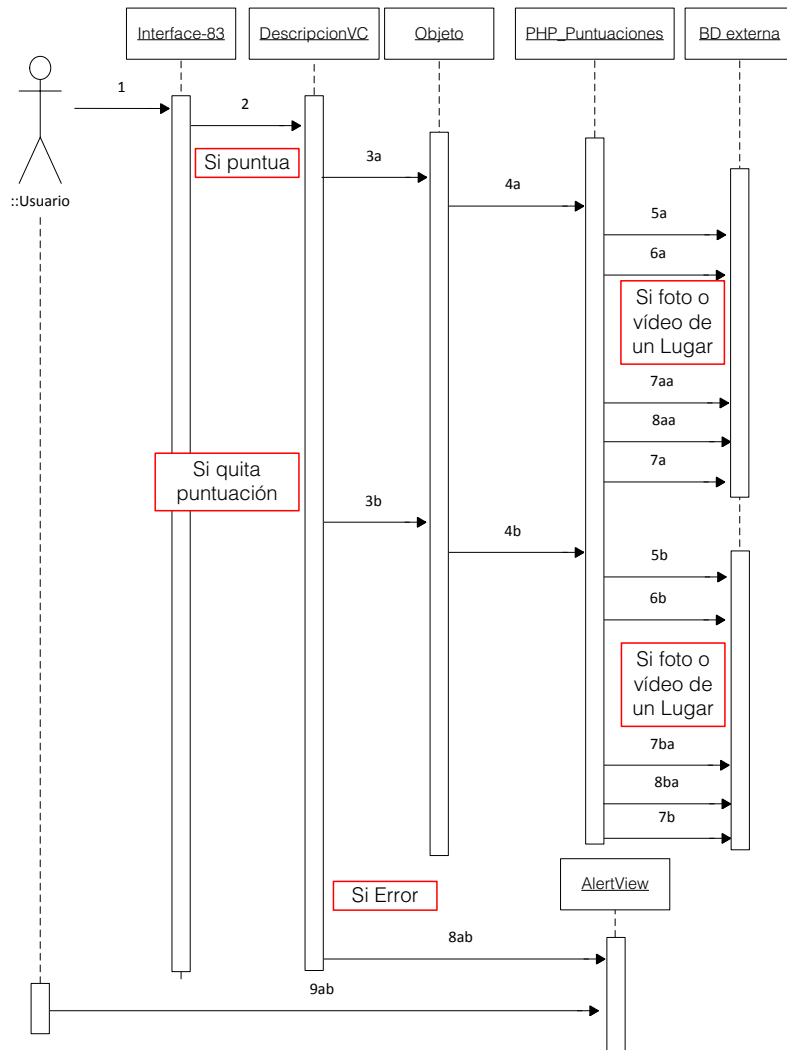 Interface-83
DescripcionVC
Objeto
PHP_Puntuaciones
BD externa
1
2
::Usuario
Si puntua
3a
4a
5a
6a
Si foto o
vídeo de
un Lugar
7aa
8aa
7a
Si quita
puntuación
3b
4b
5b
6b
Si foto o
vídeo de
un Lugar
7ba
8ba
7b
AlertView
Si Error
8ab
9ab